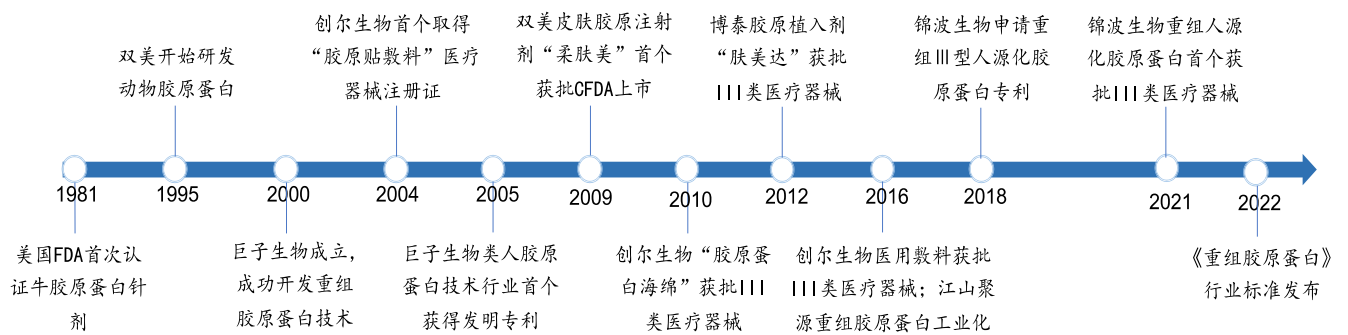 双美开始研发
动物胶原蛋白
创尔生物首个取得
“胶原贴敷料”医疗
器械注册证
双美皮肤胶原注射
剂“柔肤美”首个
获批CFDA上市
博泰胶原植入剂
“肤美达”获批
III类医疗器械
锦波生物申请重
组Ⅲ型人源化胶
原蛋白专利
锦波生物重组人源
化胶原蛋白首个获
批III类医疗器械
1981
1995
2000
2004
2005
2009
2010
2012
2016
2018
2021
2022
美国FDA首次认
证牛胶原蛋白针
剂
巨子生物成立，
成功开发重组
胶原蛋白技术
巨子生物类人胶原
蛋白技术行业首个
获得发明专利
创尔生物“胶原蛋
白海绵”获批III
类医疗器械
创尔生物医用敷料获批
III类医疗器械；江山聚
源重组胶原蛋白工业化
《重组胶原蛋白》
行业标准发布